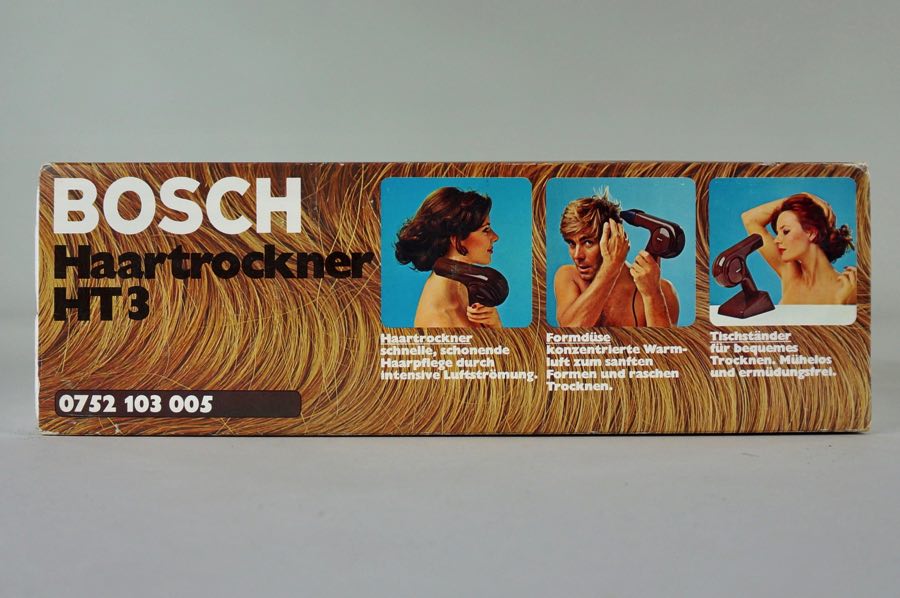 BOSCH
Haartrockner
HT3
0752 103 005
Haartrockner
schnelle, schonende
Haarpflege durch
intensive Luftströmung.
Formdüse
konzentrierte Warm-
luft zum sanften
Formen und raschen
Trocknen.
Tischständer
für bequemes
Trocknen. Mühelos
und ermüdungsfrei.